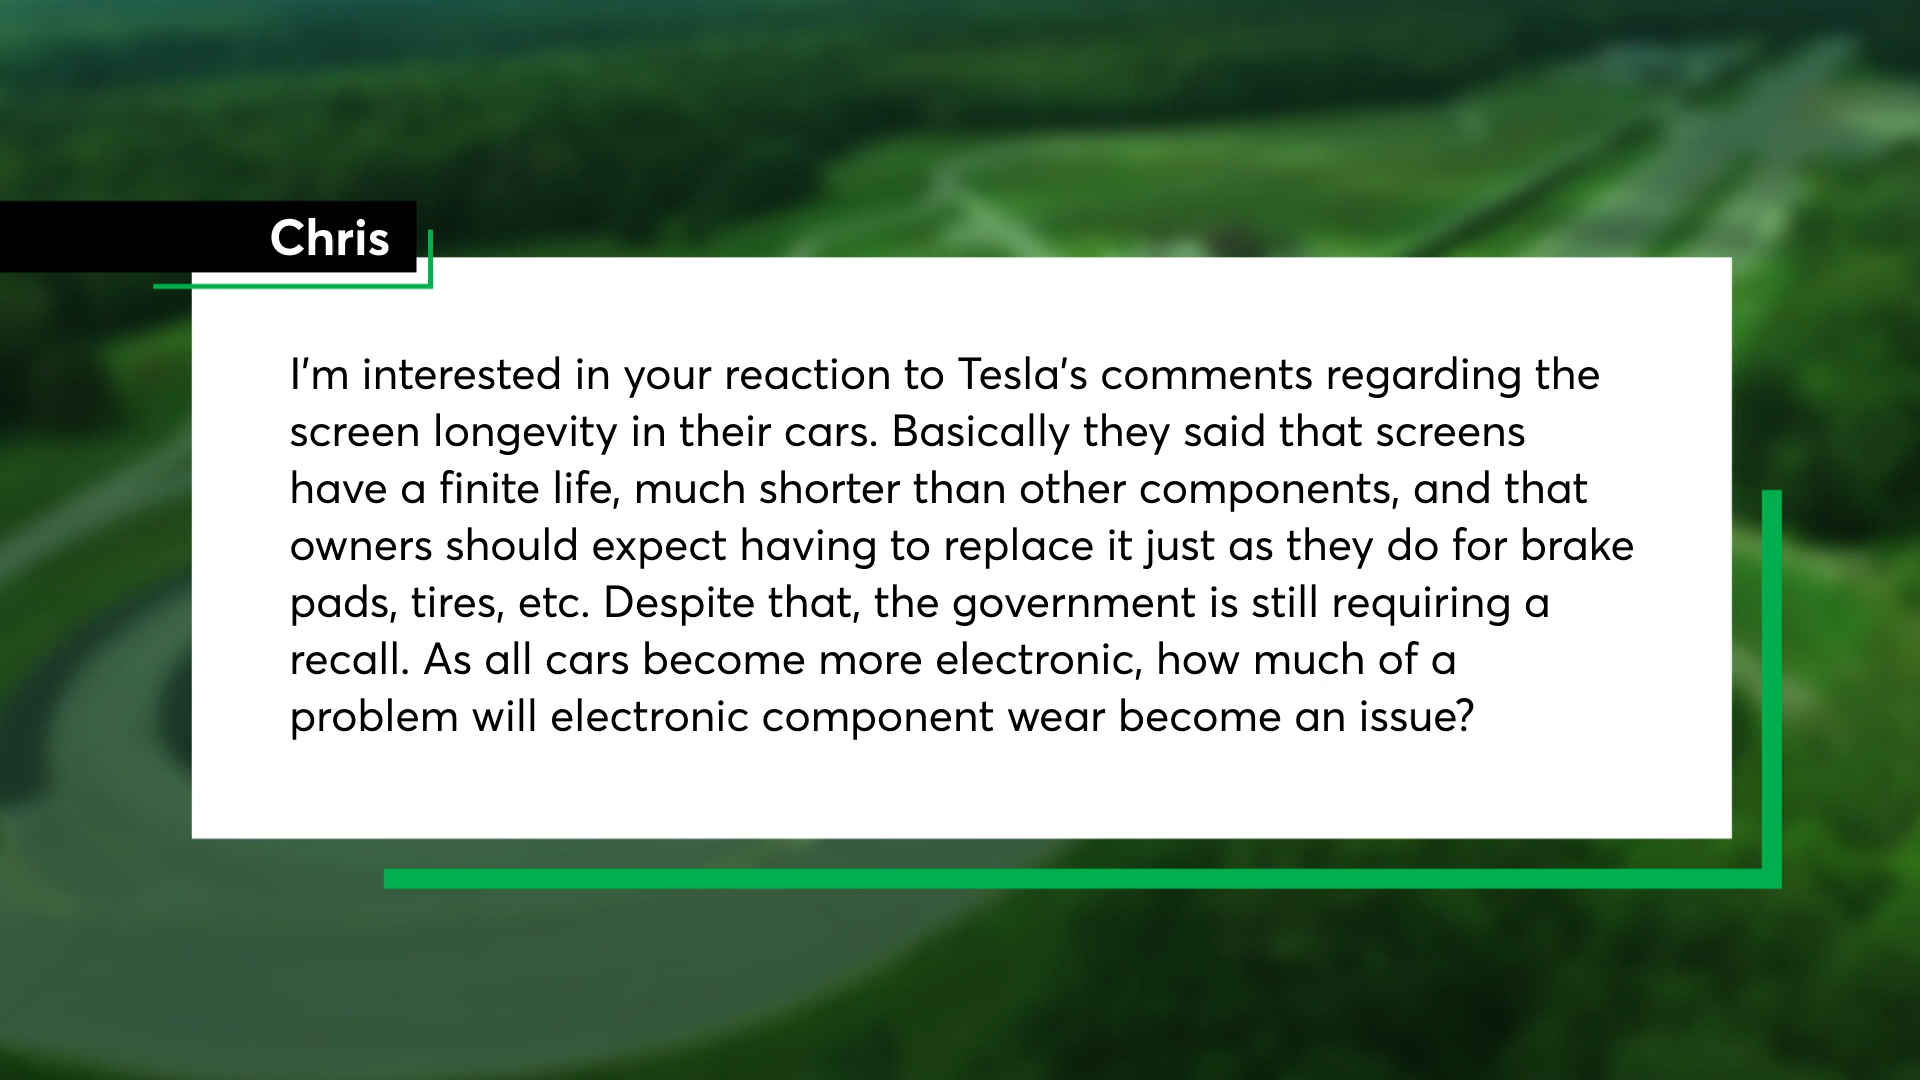 Chris
I'm interested in your reaction to Tesla's comments regarding the
screen longevity in their cars. Basically they said that screens
have a finite life, much shorter than other components, and that
owners should expect having to replace it just as they do for brake
pads, tires, etc. Despite that, the government is still requiring a
recall. As all cars become more electronic, how much of a
problem will electronic component wear become an issue?